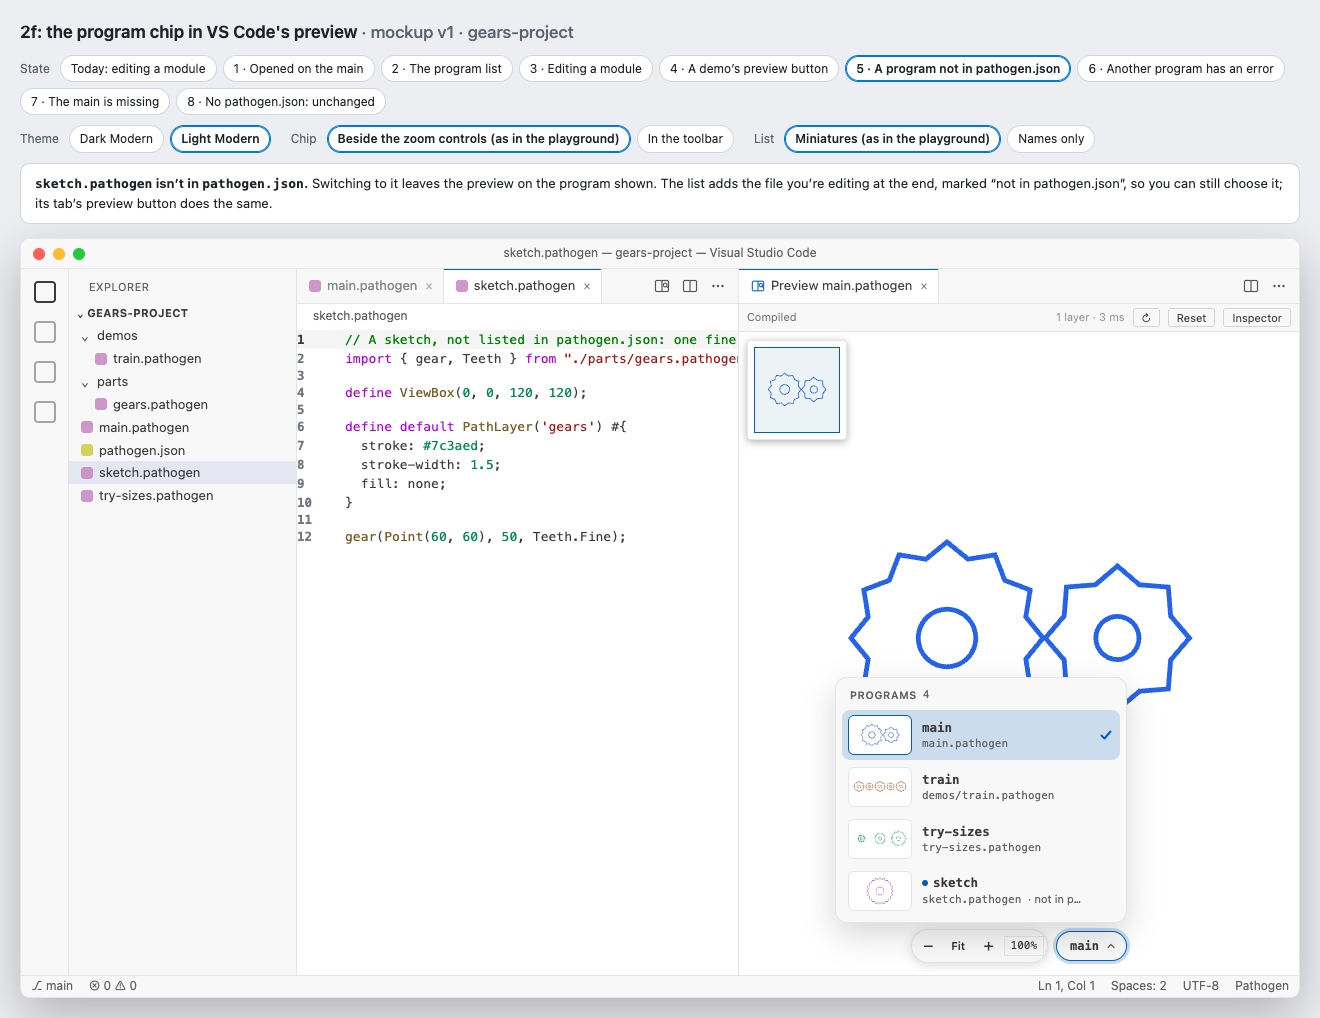 2f: the program chip in VS Code's preview · mockup v1 · gears-project
State Today: editing a module 1 · Opened on the main 2 · The program list 3 · Editing a module 4 · A demo’s preview button 5 · A program not in pathogen.json 6 · Another program has an error
7 · The main is missing 8 · No pathogen.json: unchanged
Theme Dark Modern Light Modern Chip Beside the zoom controls (as in the playground) In the toolbar List Miniatures (as in the playground) Names only
sketch.pathogen isn’t in pathogen.json. Switching to it leaves the preview on the program shown. The list adds the file you’re editing at the end, marked “not in pathogen.json”, so you can still choose it;
its tab’s preview button does the same.
sketch.pathogen — gears-project — Visual Studio Code
EXPLORER
GEARS-PROJECT
demos
train.pathogen
parts
gears.pathogen
main.pathogen
pathogen.json
sketch.pathogen
try-sizes.pathogen
main.pathogen × sketch.pathogen ×
sketch.pathogen
1 // A sketch, not listed in pathogen.json: one fine
2 import { gear, Teeth } from "./parts/gears.pathogen
3
4 define ViewBox(0, 0, 120, 120);
5
6 define default PathLayer('gears') #{
7 stroke: #7c3aed;
8 stroke-width: 1.5;
9 fill: none;
10 }
11
12 gear(Point(60, 60), 50, Teeth.Fine);
Preview main.pathogen ×
Compiled 1 layer · 3 ms ↻ Reset Inspector
PROGRAMS 4
main
main.pathogen
train
demos/train.pathogen
try-sizes
try-sizes.pathogen
sketch
sketch.pathogen · not in p…
− Fit + 100% main
main 0 0 Ln 1, Col 1 Spaces: 2 UTF-8 Pathogen